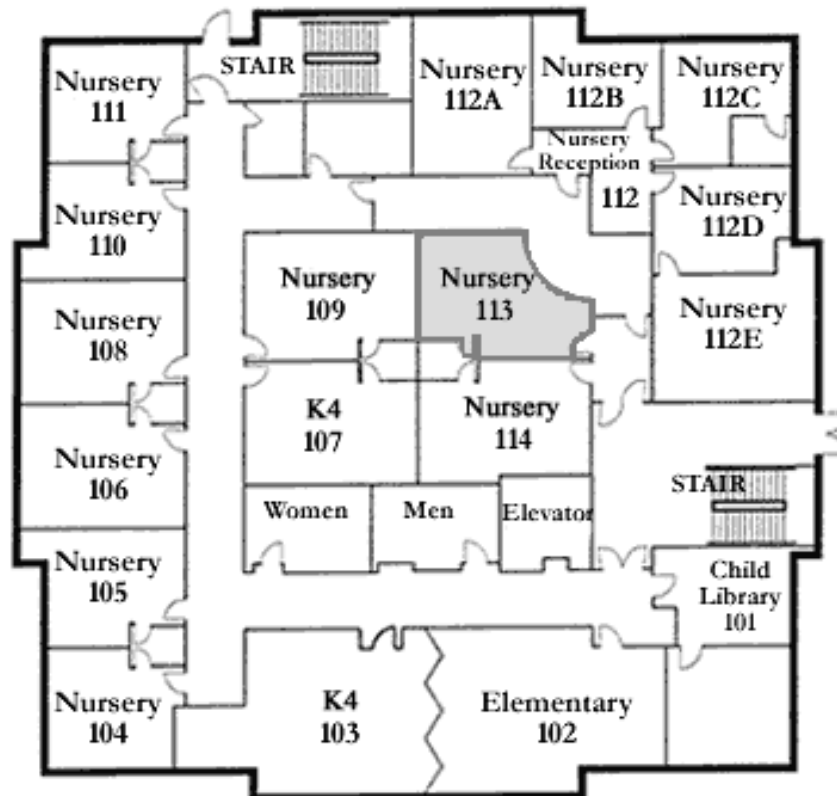 Nursery
111
STAIR
Nursery
112A
Nursery
112B
Nursery
112C
Nursery
Reception
112
Nursery
110
Nursery
112D
Nursery
109
Nursery
113
Nursery
108
Nursery
112E
K4
107
Nursery
114
Nursery
106
Women
Men
Elevator
STAIR
Nursery
105
Child
Library
101
Nursery
104
K4
103
Elementary
102